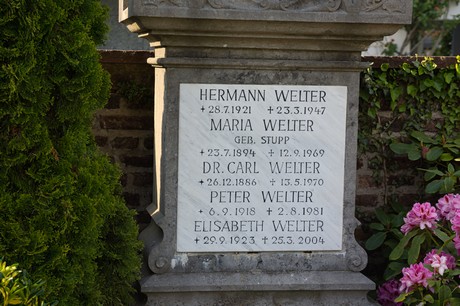 HERMANN WELTER
*28.7.1921 +23.3.1947
MARIA WELTER
GEB. STUPP
*23.7.1894 +12.9.1969
DR. CARL WELTER
*26.12.1886 +13.5.1970
PETER WELTER
*6.9.1918 +2.8.1981
ELISABETH WELTER
*29.9.1923 +25.3.2004